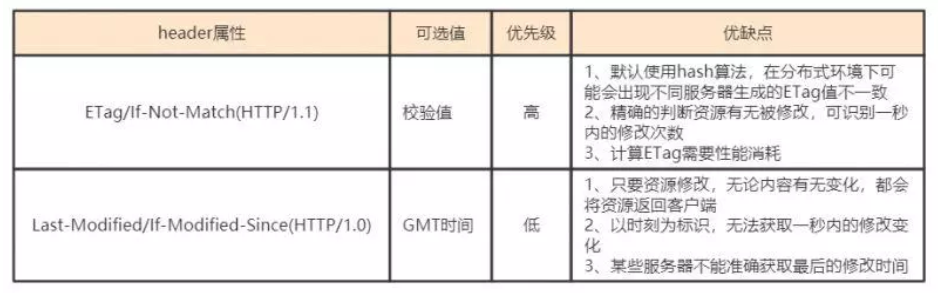 header属性
可选值
优先级
优缺点
ETag/If-Not-Match(HTTP/1.1)
校验值
高
1、默认使用hash算法，在分布式环境下可
能会出现不同服务器生成的ETag值不一致
2、精确的判断资源有无被修改，可识别一秒
内的修改次数
3、计算ETag需要性能消耗
Last-Modified/If-Modified-Since(HTTP/1.0)
GMT时间
低
1、只要资源修改，无论内容有无变化，都会
将资源返回客户端
2、以时刻为标识，无法获取一秒内的修改变
化
3、某些服务器不能准确获取最后的修改时间